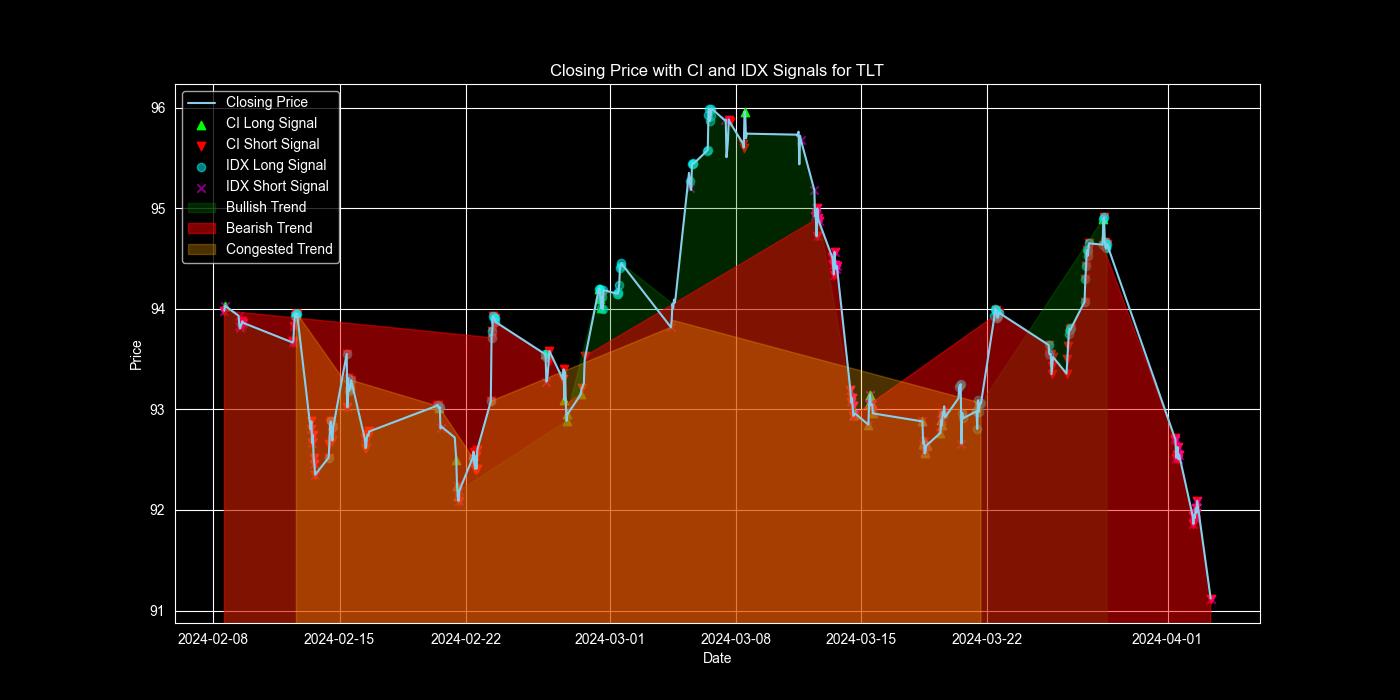 Closing Price with CI and IDX Signals for TLT
Closing Price
CI Long Signal
CI Short Signal
IDX Long Signal
IDX Short Signal
Bullish Trend
Bearish Trend
Congested Trend
96
95
94
93
92
91
Price
2024-02-08 2024-02-15 2024-02-22 2024-03-01 2024-03-08 2024-03-15 2024-03-22 2024-04-01
Date